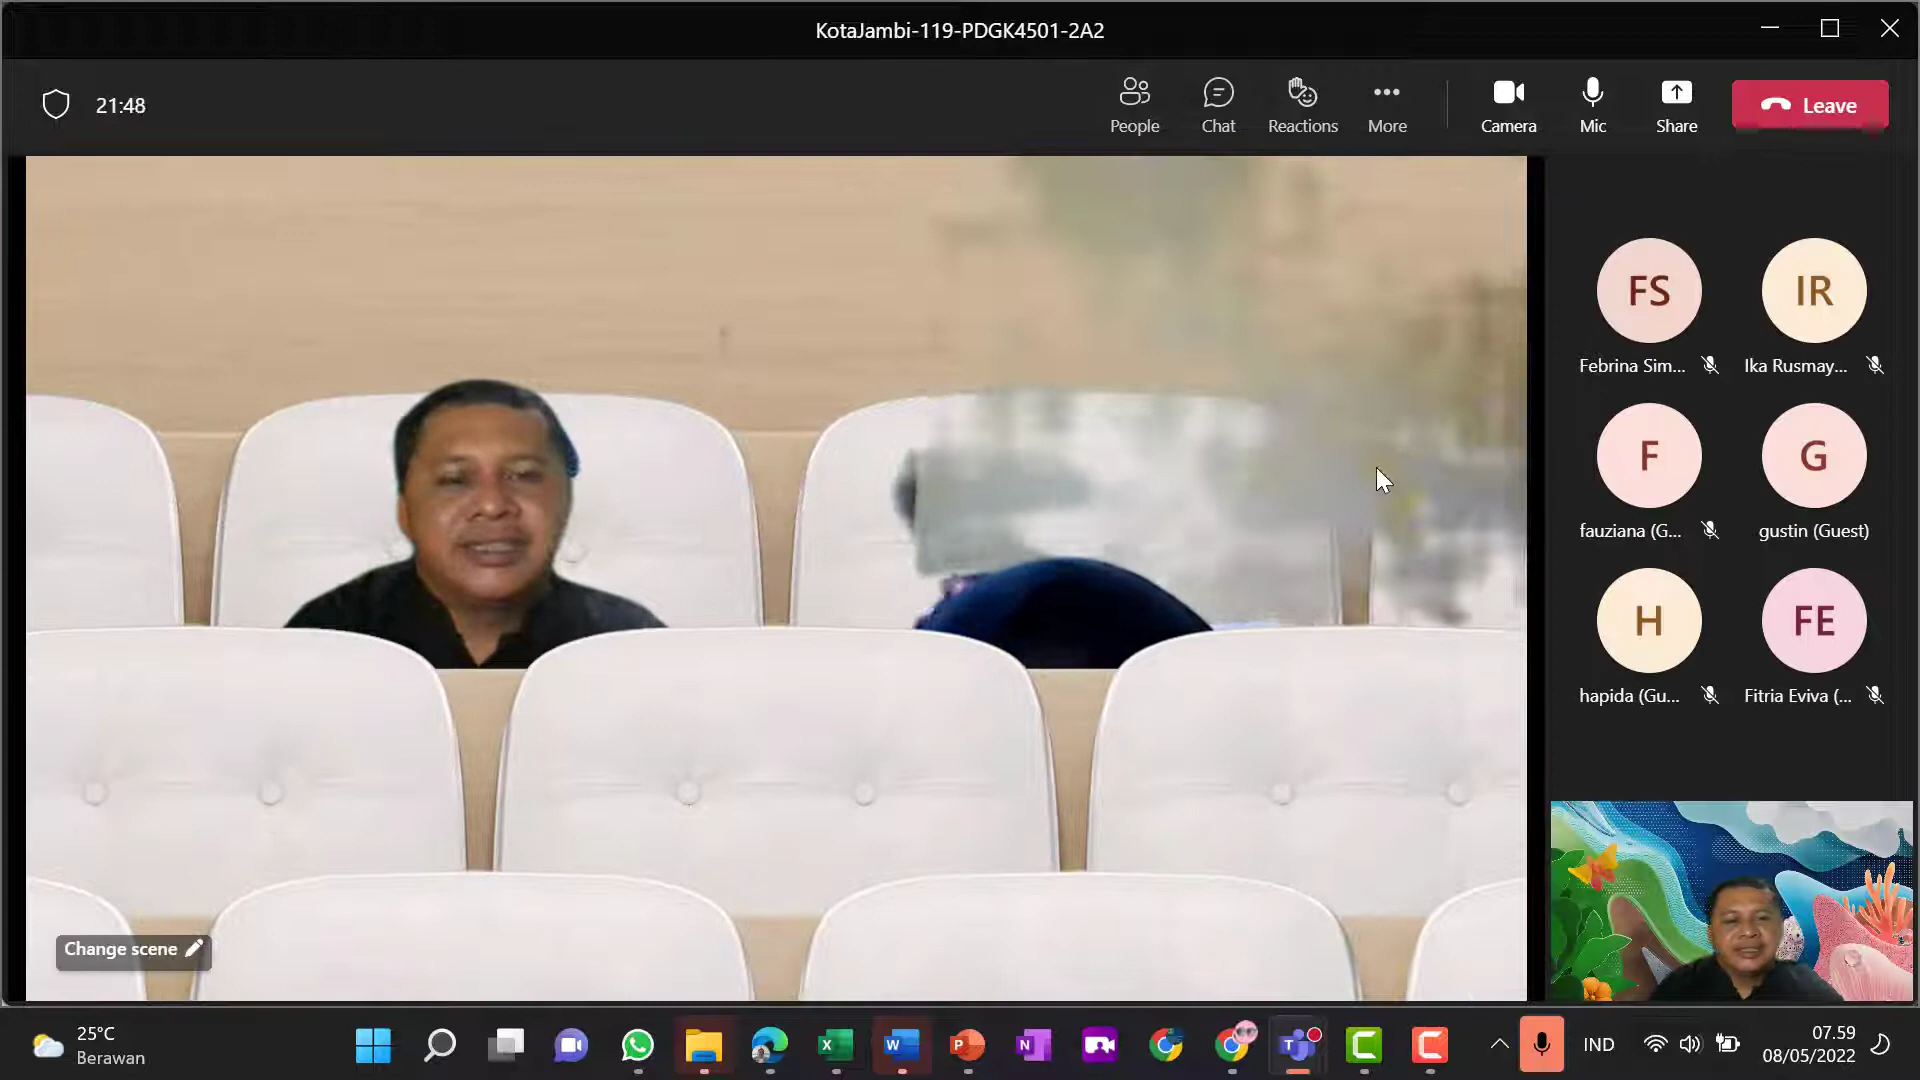 KotaJambi-119-PDGK4501-2A2
21:48
People
Chat
Reactions
More
Camera
Mic
Share
Leave
FS
IR
Febrina Sim...
Ika Rusmay...
F
G
fauziana (G...
gustin (Guest)
H
FE
hapida (Gu...
Fitria Eviva (...
Change scene
25°C
Berawan
IND
07.59
08/05/2022